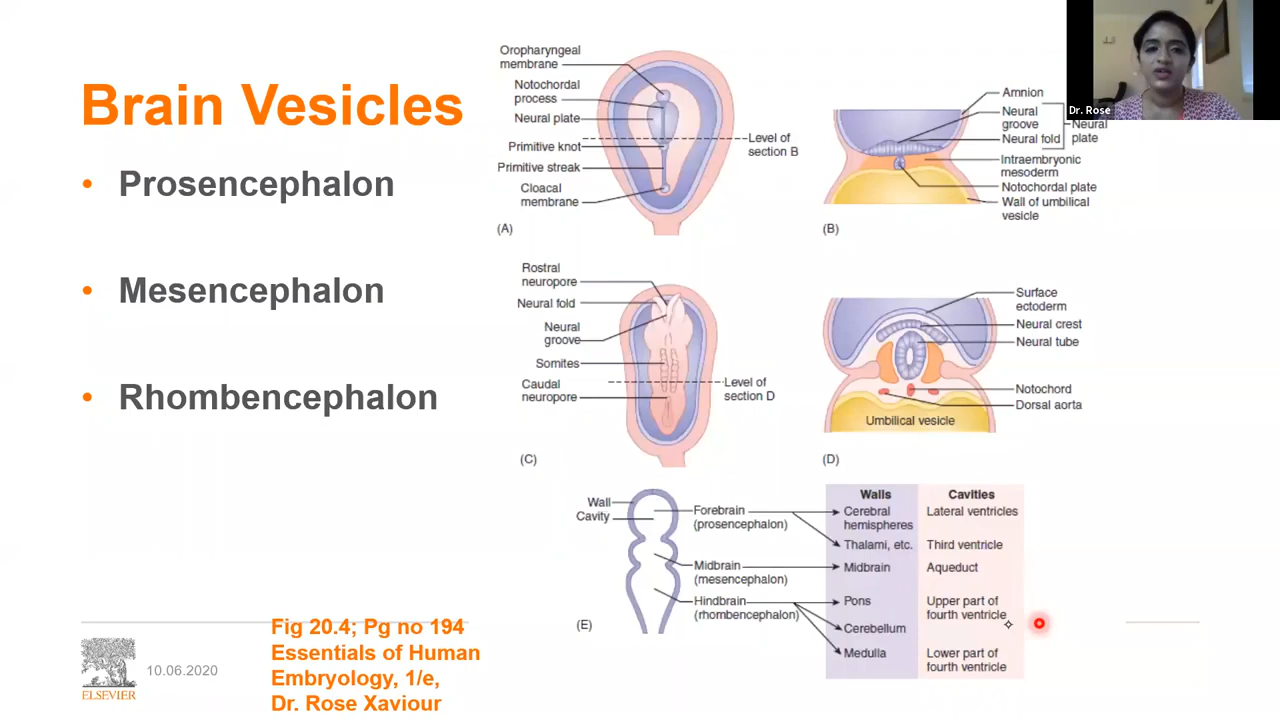 Brain Vesicles
• Prosencephalon
• Mesencephalon
• Rhombencephalon
Oropharyngeal
membrane
Notochordal
process
Neural plate
Primitive knot
Primitive streak
Cloacal
membrane
Level of
section B
(A)
Amnion
Neural
groove
Neural fold
Neural
plate
Intraembryonic
mesoderm
Notochordal plate
Wall of umbilical
vesicle
(B)
Rostral
neuropore
Neural fold
Neural
groove
Somites
Caudal
neuropore
Level of
section D
(C)
Surface
ectoderm
Neural crest
Neural tube
Notochord
Dorsal aorta
Umbilical vesicle
(D)
Wall
Cavity
Forebrain
(prosencephalon)
Midbrain
(mesencephalon)
Hindbrain
(rhombencephalon)
(E)
Walls Cavities
Cerebral
hemispheres
Lateral ventricles
Thalami, etc. Third ventricle
Midbrain Aqueduct
Pons
Upper part of
fourth ventricle
Cerebellum
Medulla
Lower part of
fourth ventricle
Fig 20.4; Pg no 194
Essentials of Human
Embryology, 1/e,
Dr. Rose Xaviour
ELSEVIER
10.06.2020
Dr. Rose